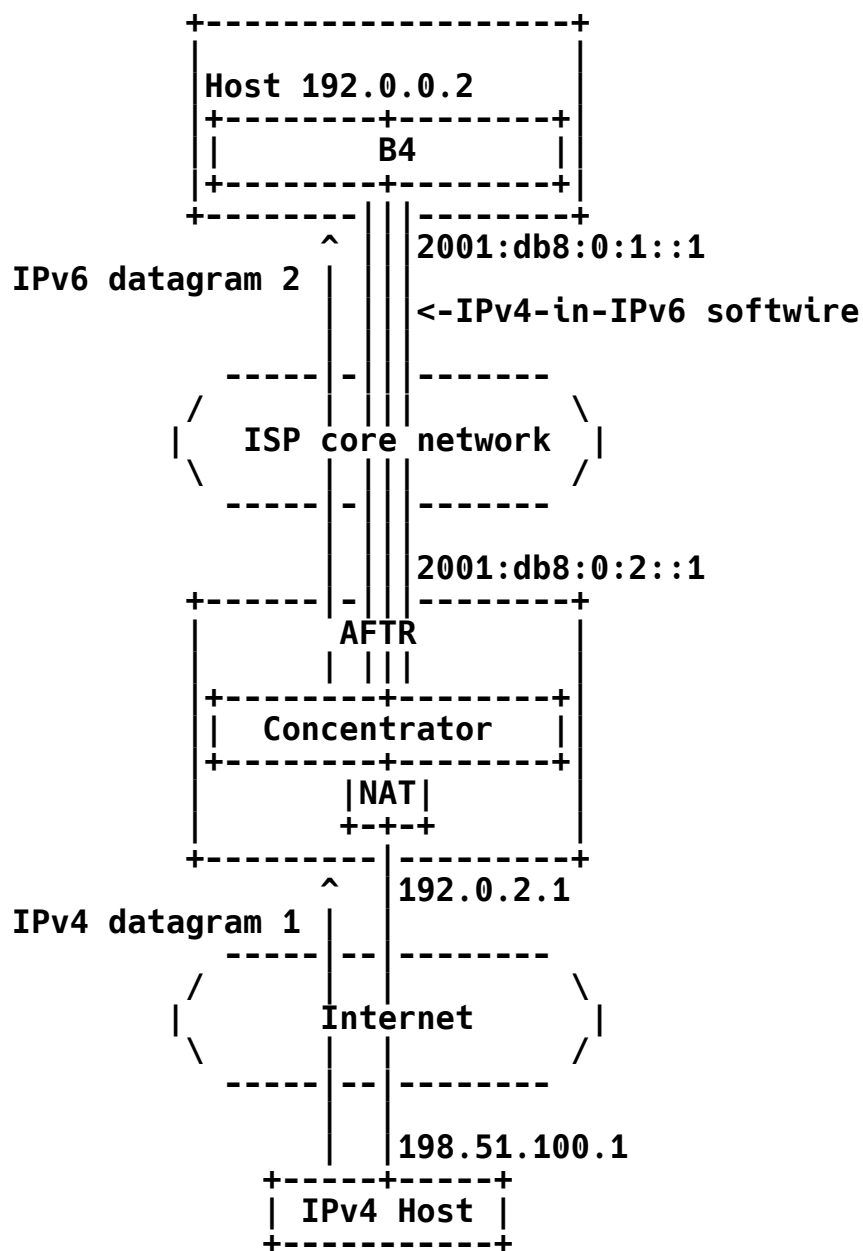 Host 192.0.0.2
B4
2001:db8:0:1::1
IPv6 datagram 2
<-IPv4-in-IPv6 softwire
ISP core network
2001:db8:0:2::1
AFTR
Concentrator
NAT
192.0.2.1
IPv4 datagram 1
Internet
198.51.100.1
IPv4 Host